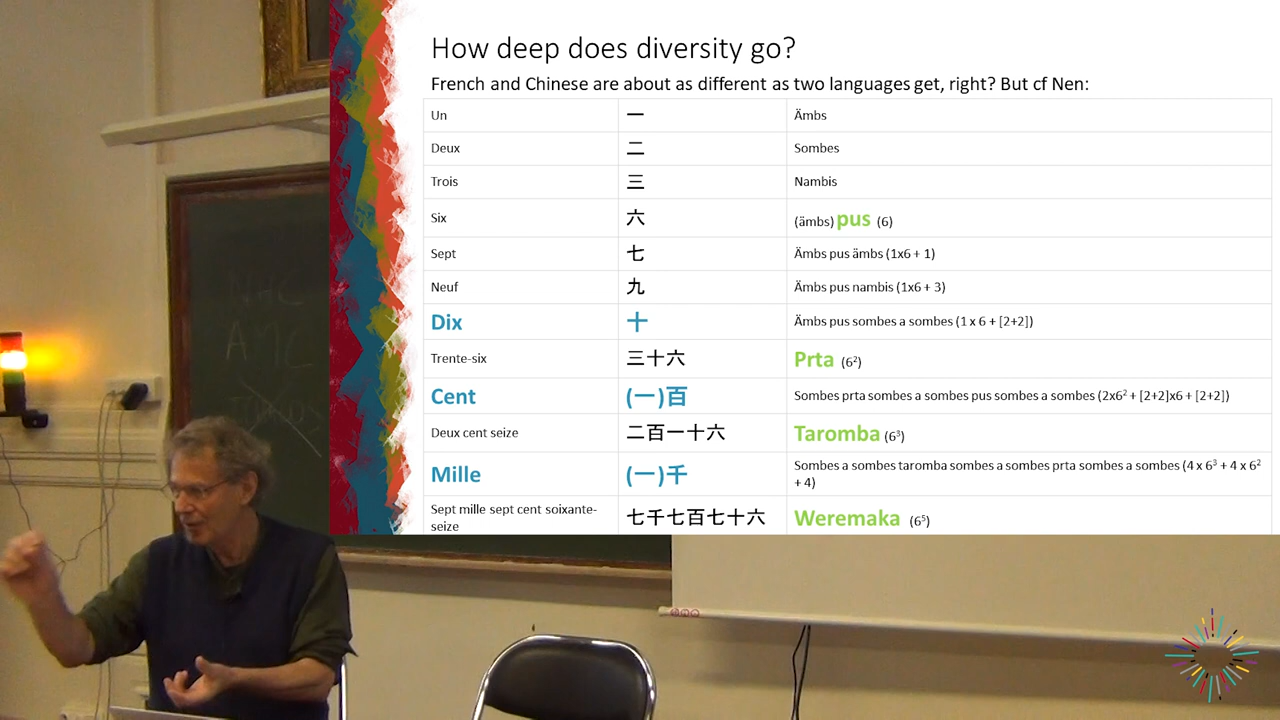 How deep does diversity go?
French and Chinese are about as different as two languages get, right? But cf Nen:
Un 一 Ämbs
Deux 二 Sombes
Trois 三 Nambis
Six 六 (ämbs) pus (6)
Sept 七 Ämbs pus ämbs (1x6 + 1)
Neuf 九 Ämbs pus nambis (1x6 + 3)
Dix 十 Ämbs pus sombes a sombes (1 x 6 + [2+2])
Trente-six 三十六 Prta (6²)
Cent (一)百 Sombes prta sombes a sombes pus sombes a sombes (2x6² + [2+2]x6 + [2+2])
Deux cent seize 二百一十六 Taromba (6³)
Mille (一)千 Sombes a sombes taromba sombes a sombes prta sombes a sombes (4 x 6³ + 4 x 6²
+ 4)
Sept mille sept cent soixante-
seize 七千七百七十六 Weremaka (6⁵)